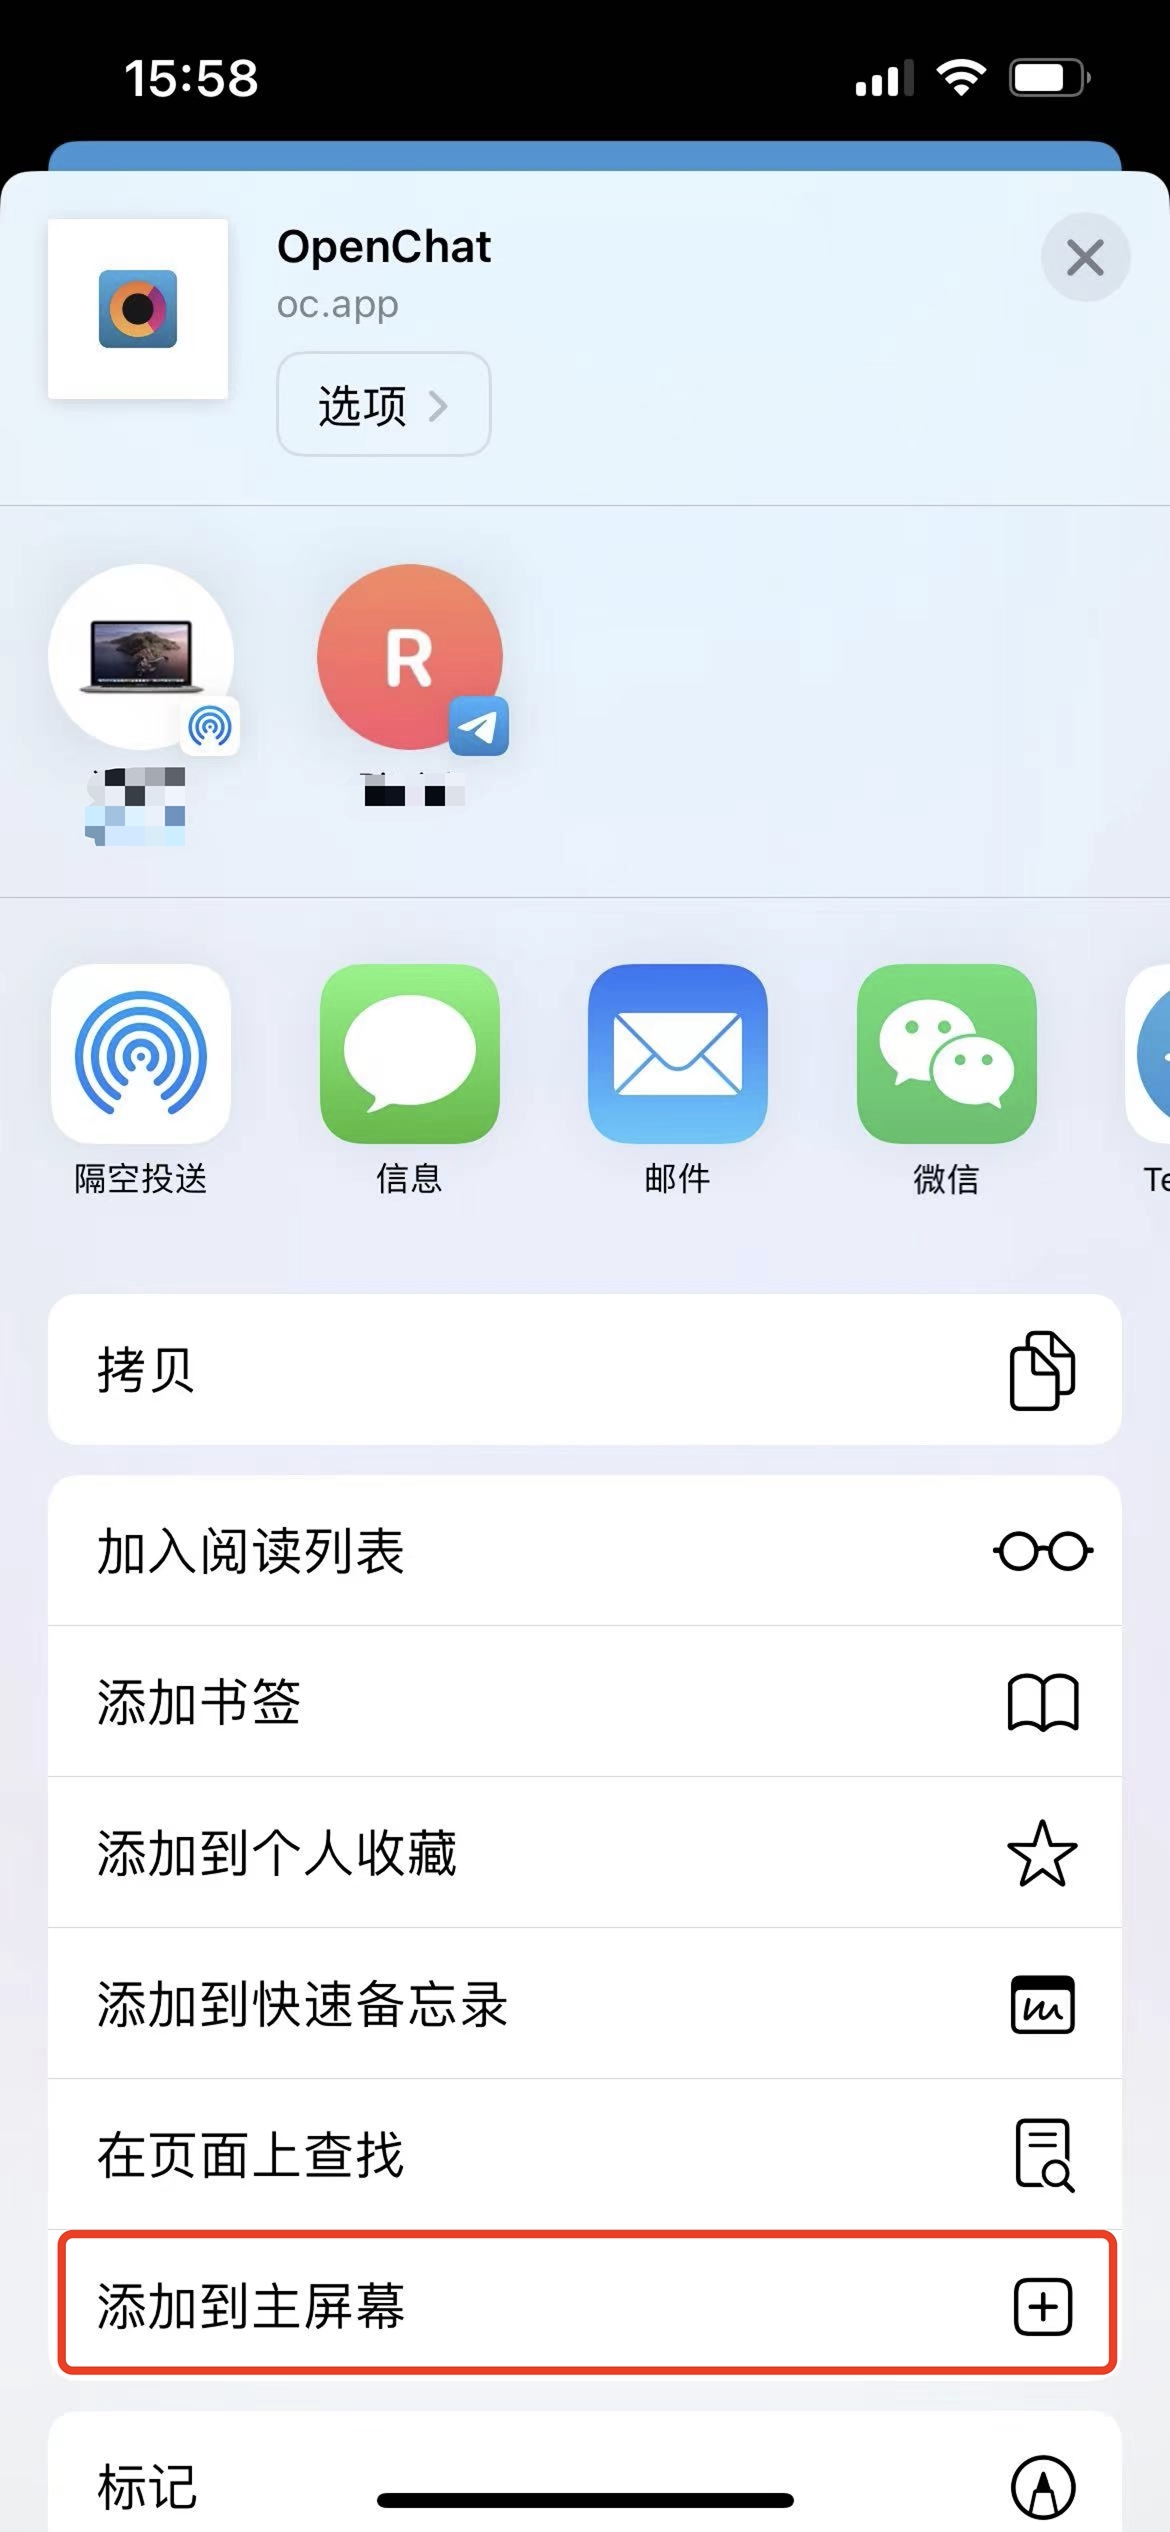 15:58
OpenChat
oc.app
选项
R
隔空投送
信息
邮件
微信
Te
拷贝
加入阅读列表
添加书签
添加到个人收藏
添加到快速备忘录
在页面上查找
添加到主屏幕
标记